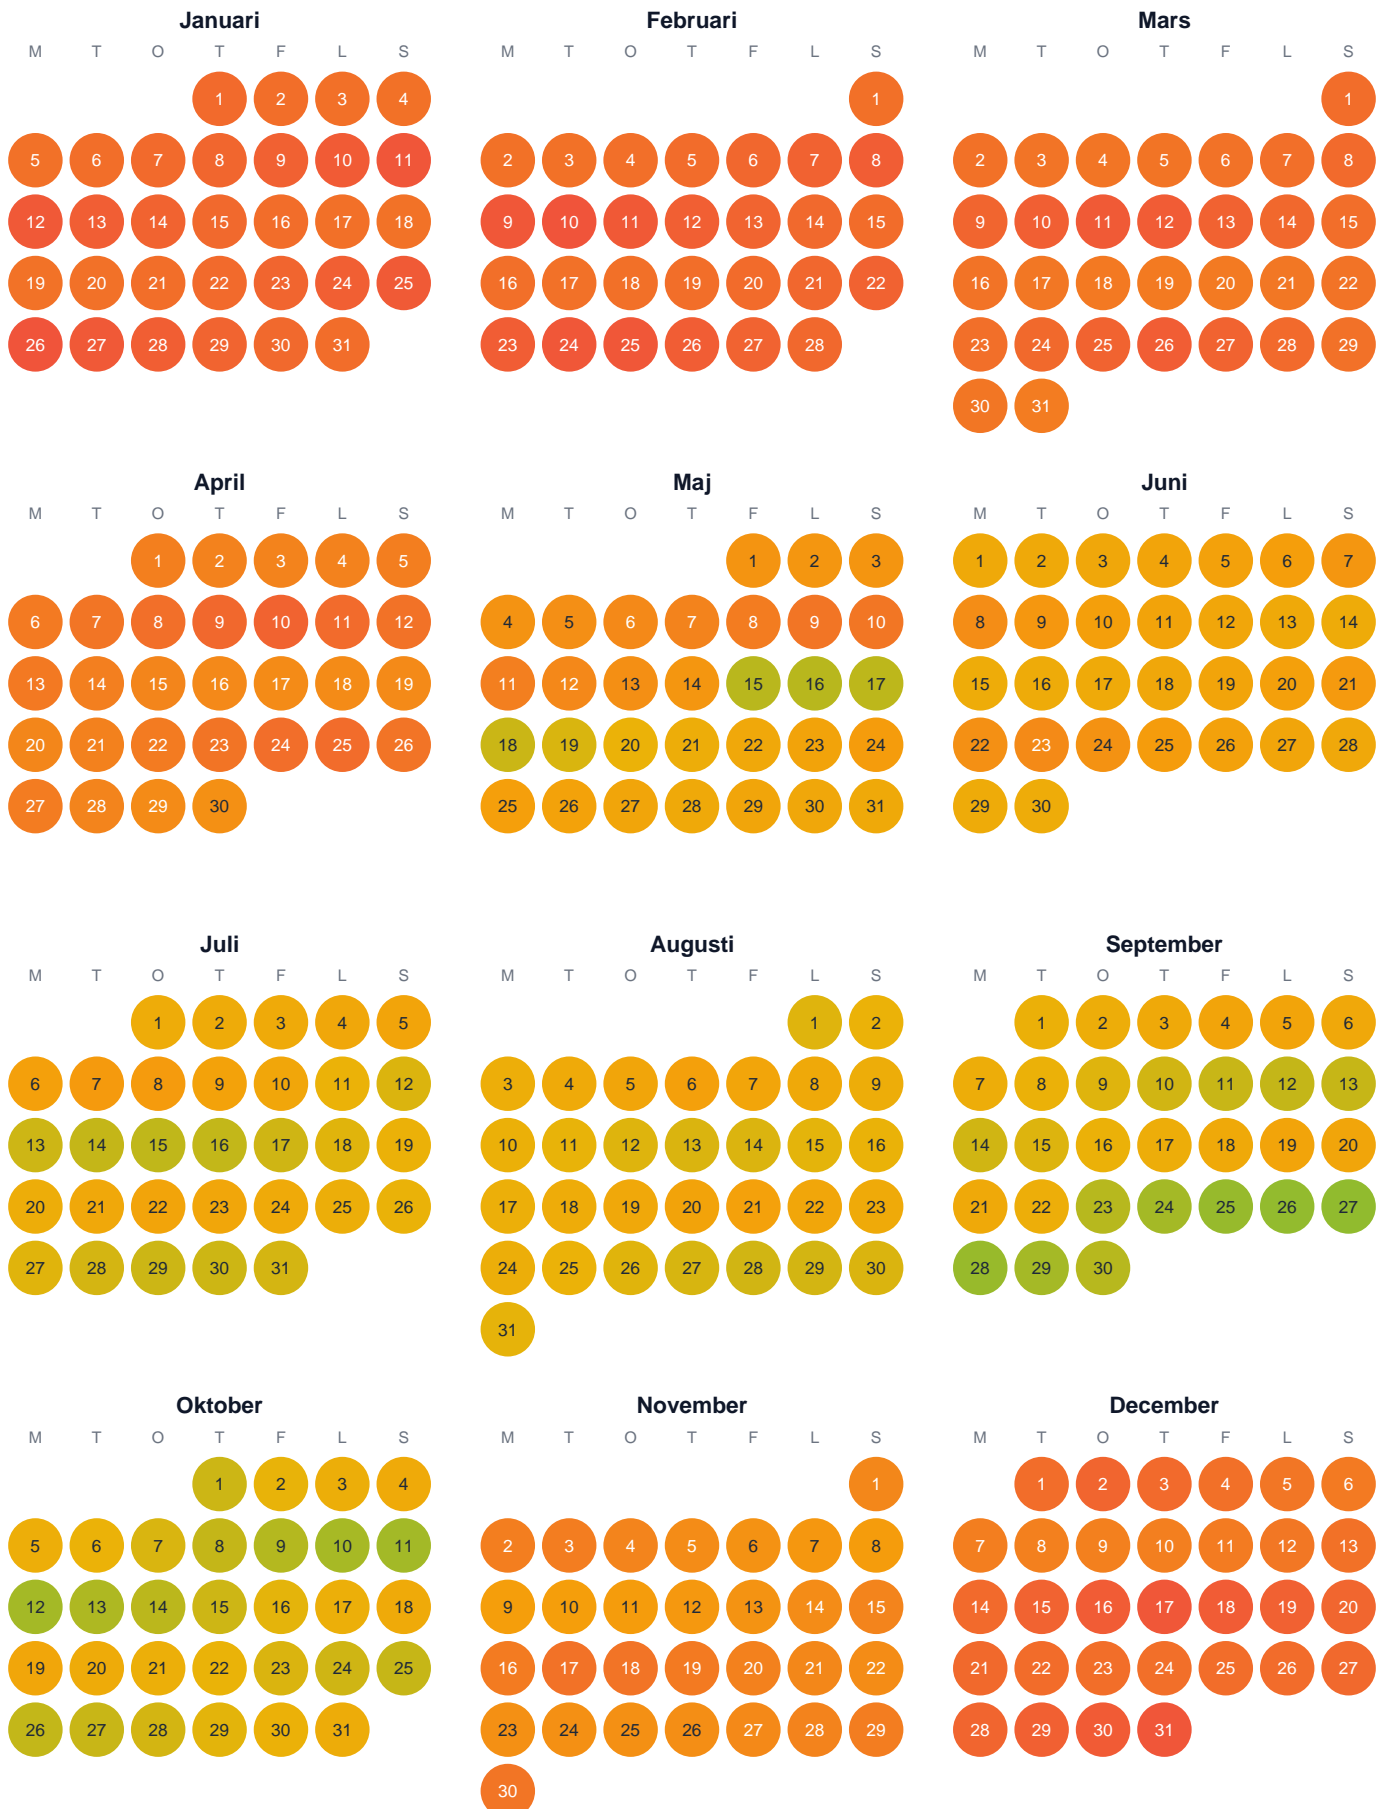 Januari Februari Mars
M T O T F L S M T O T F L S M T O T F L S
1 2 3 4 1 1
5 6 7 8 9 10 11 2 3 4 5 6 7 8 2 3 4 5 6 7 8
12 13 14 15 16 17 18 9 10 11 12 13 14 15 9 10 11 12 13 14 15
19 20 21 22 23 24 25 16 17 18 19 20 21 22 16 17 18 19 20 21 22
26 27 28 29 30 31 23 24 25 26 27 28 23 24 25 26 27 28 29
30 31
April Maj Juni
M T O T F L S M T O T F L S M T O T F L S
1 2 3 4 5 1 2 3 1 2 3 4 5 6 7
6 7 8 9 10 11 12 4 5 6 7 8 9 10 8 9 10 11 12 13 14
13 14 15 16 17 18 19 11 12 13 14 15 16 17 15 16 17 18 19 20 21
20 21 22 23 24 25 26 18 19 20 21 22 23 24 22 23 24 25 26 27 28
27 28 29 30 25 26 27 28 29 30 31 29 30
Juli Augusti September
M T O T F L S M T O T F L S M T O T F L S
1 2 3 4 5 1 2 1 2 3 4 5 6
6 7 8 9 10 11 12 3 4 5 6 7 8 9 7 8 9 10 11 12 13
13 14 15 16 17 18 19 10 11 12 13 14 15 16 14 15 16 17 18 19 20
20 21 22 23 24 25 26 17 18 19 20 21 22 23 21 22 23 24 25 26 27
27 28 29 30 31 24 25 26 27 28 29 30 28 29 30
31
Oktober November December
M T O T F L S M T O T F L S M T O T F L S
1 2 3 4 1 1 2 3 4 5 6
5 6 7 8 9 10 11 2 3 4 5 6 7 8 7 8 9 10 11 12 13
12 13 14 15 16 17 18 9 10 11 12 13 14 15 14 15 16 17 18 19 20
19 20 21 22 23 24 25 16 17 18 19 20 21 22 21 22 23 24 25 26 27
26 27 28 29 30 31 23 24 25 26 27 28 29 28 29 30 31
30